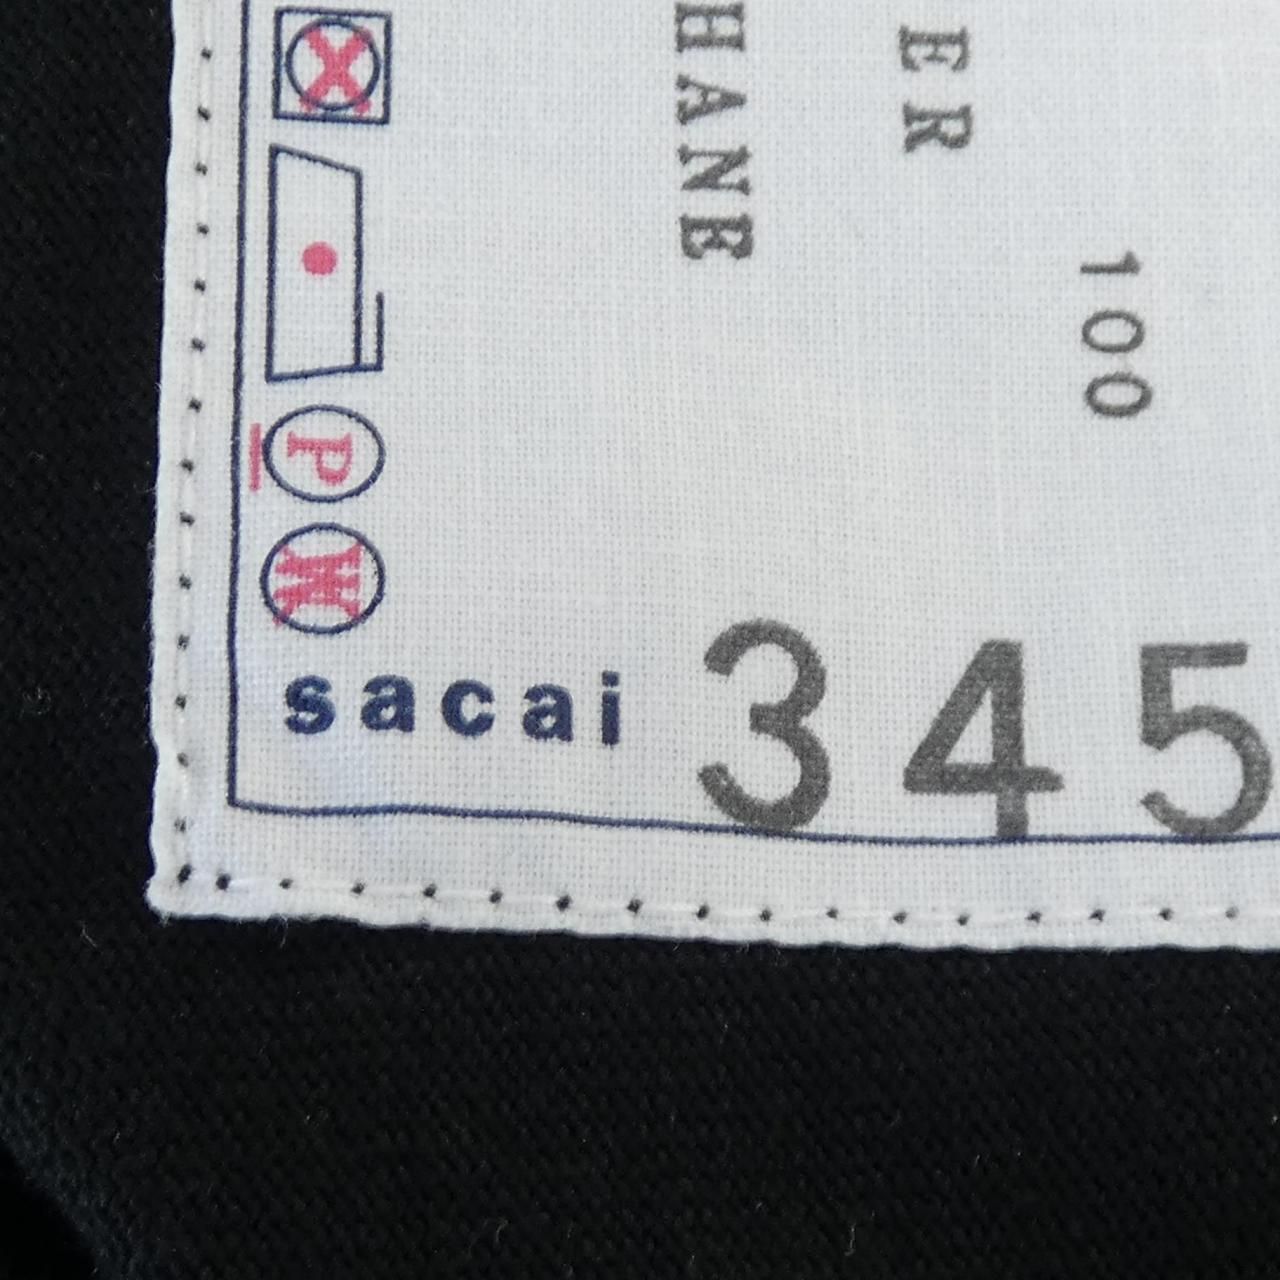 ER
HANE
100
P
W
sacai 345